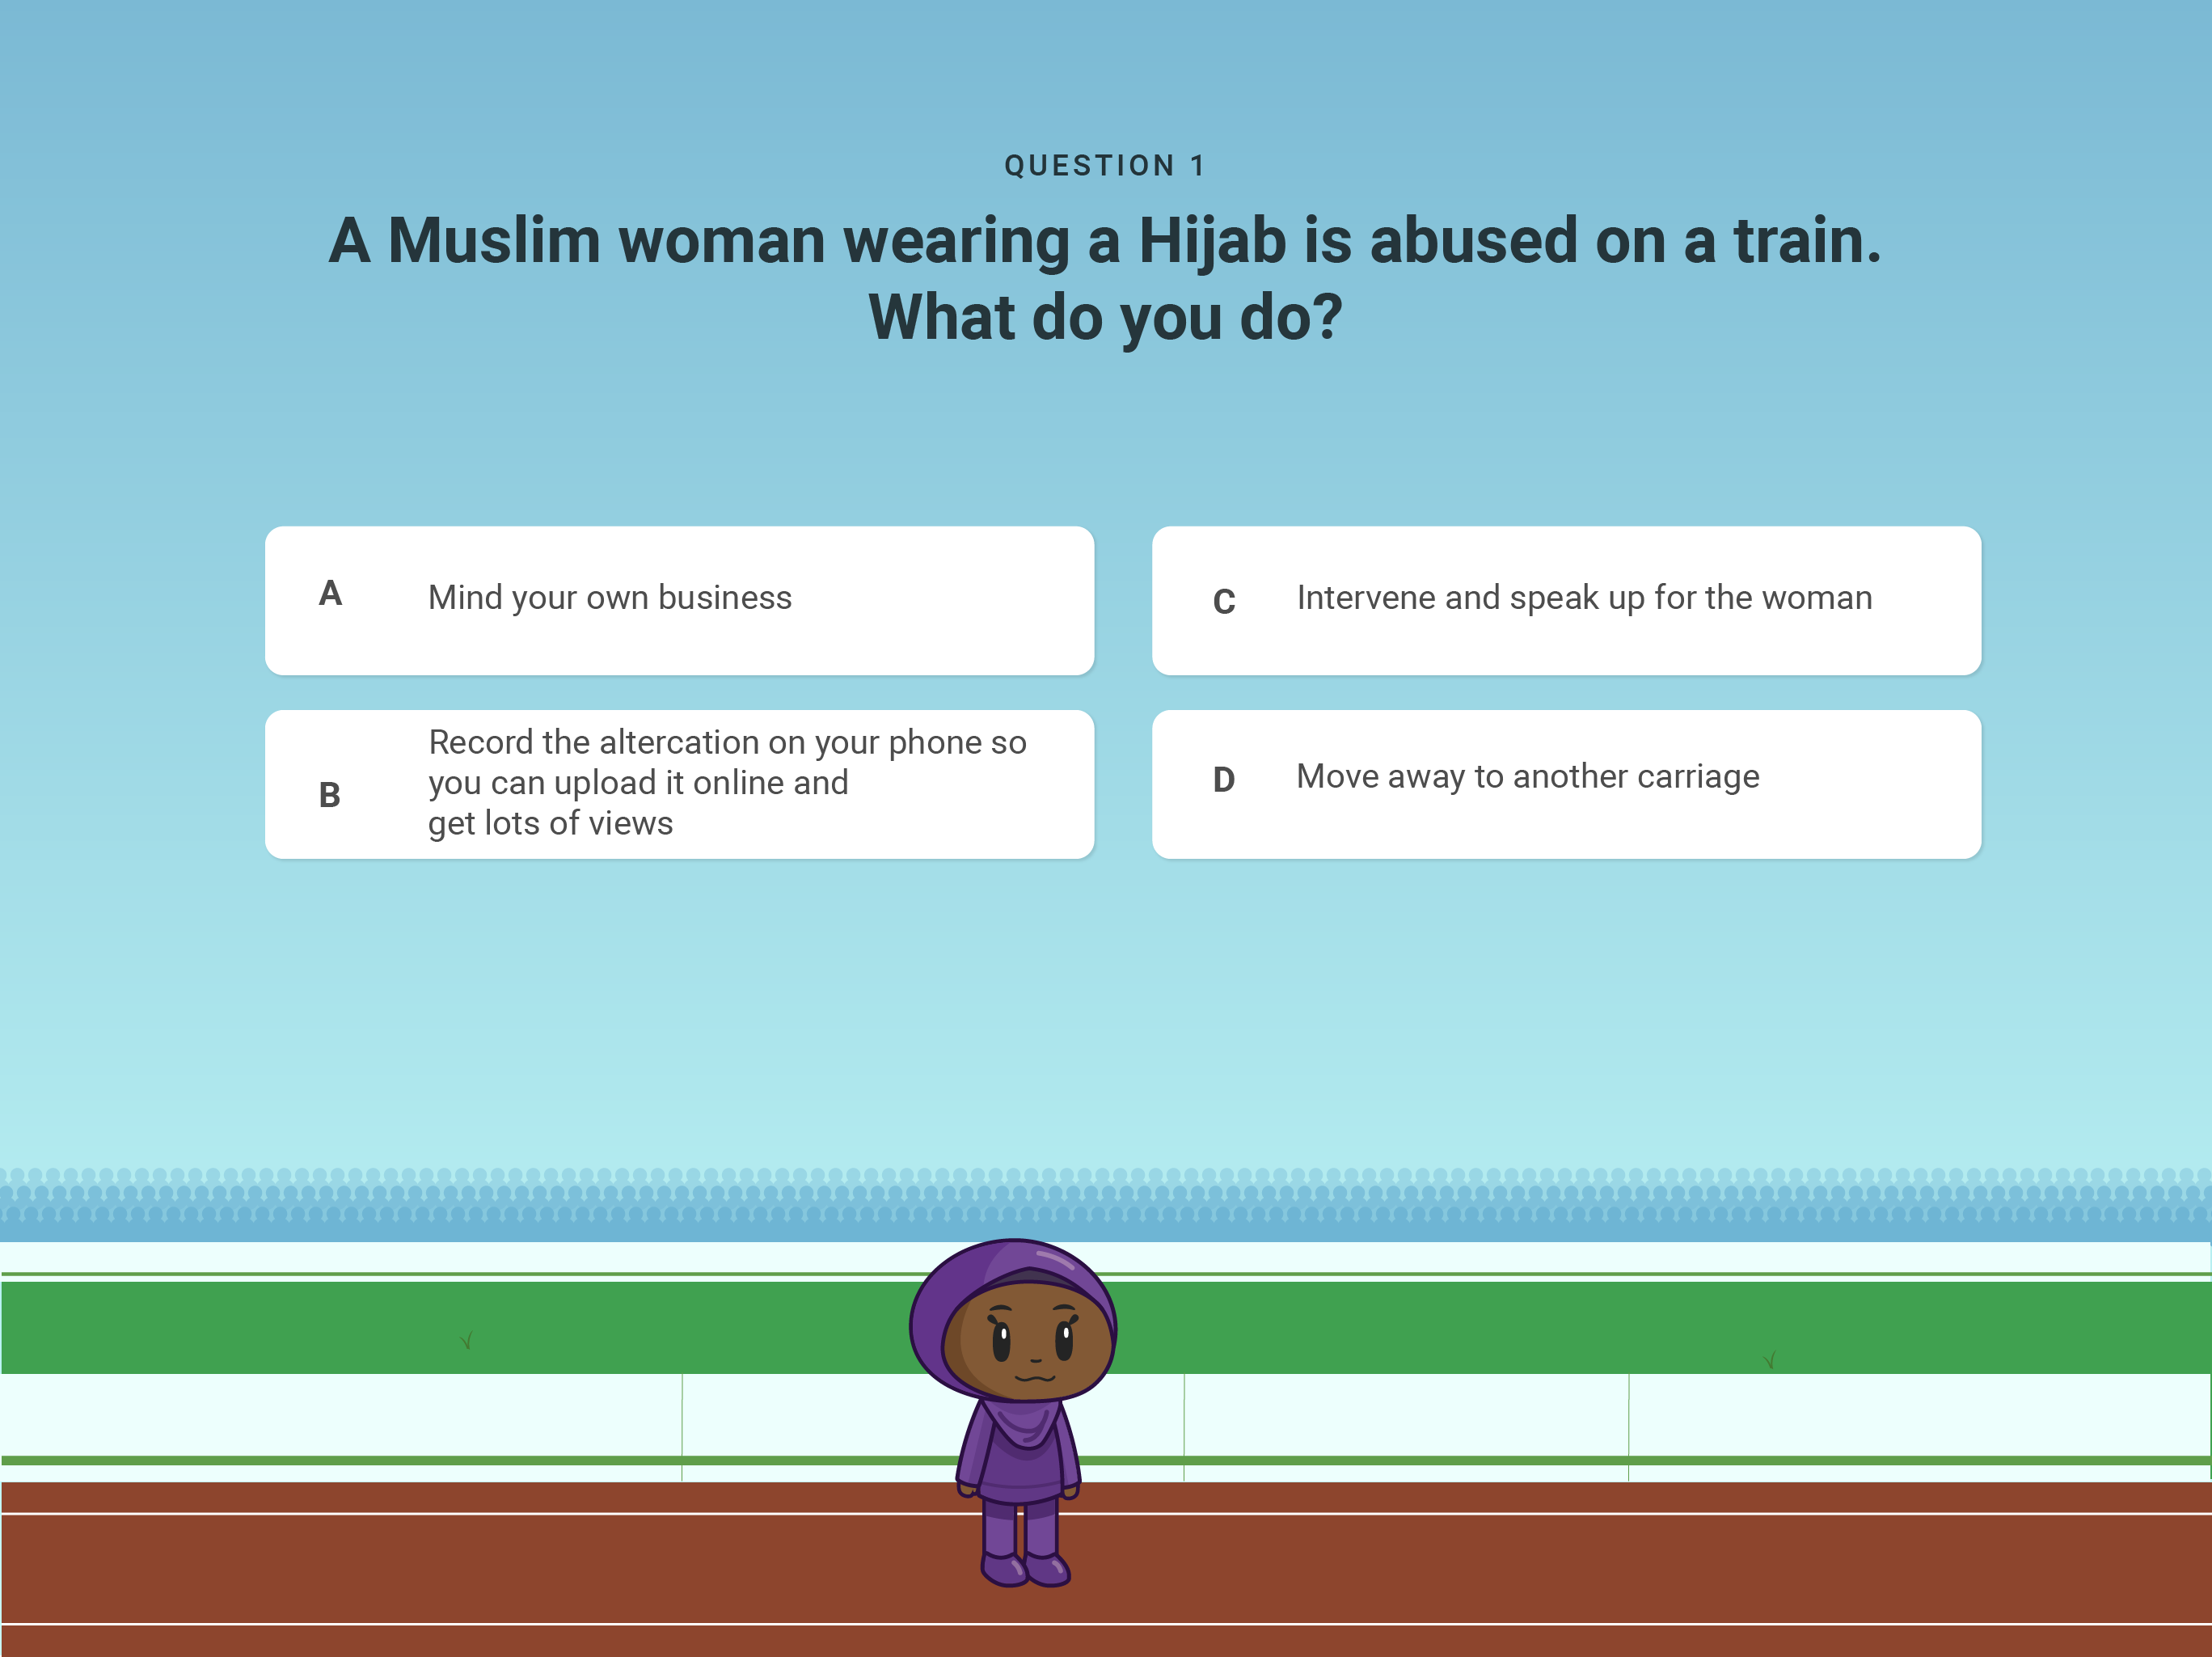 QUESTION 1
A Muslim woman wearing a Hijab is abused on a train.
What do you do?
A
Mind your own business
B
Record the altercation on your phone so
you can upload it online and
get lots of views
C
Intervene and speak up for the woman
D
Move away to another carriage